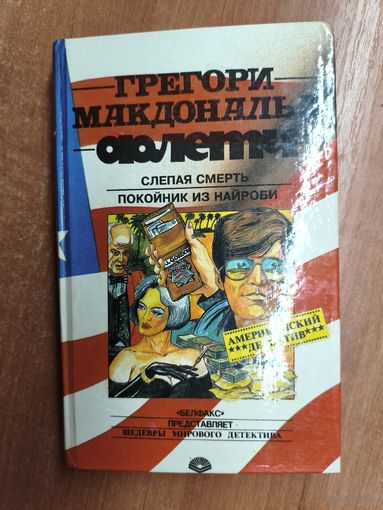 ГРЕГОРИ
МАКДОНАЛЬД
ФЛЕТЧ
СЛЕПАЯ СМЕРТЬ
ПОКОЙНИК ИЗ НАЙРОБИ
АМЕРИКАНСКИЙ
***ДЕТЕКТИВ***
«БЕЛФАКС»
ПРЕДСТАВЛЯЕТ
ШЕДЕВРЫ МИРОВОГО ДЕТЕКТИВА